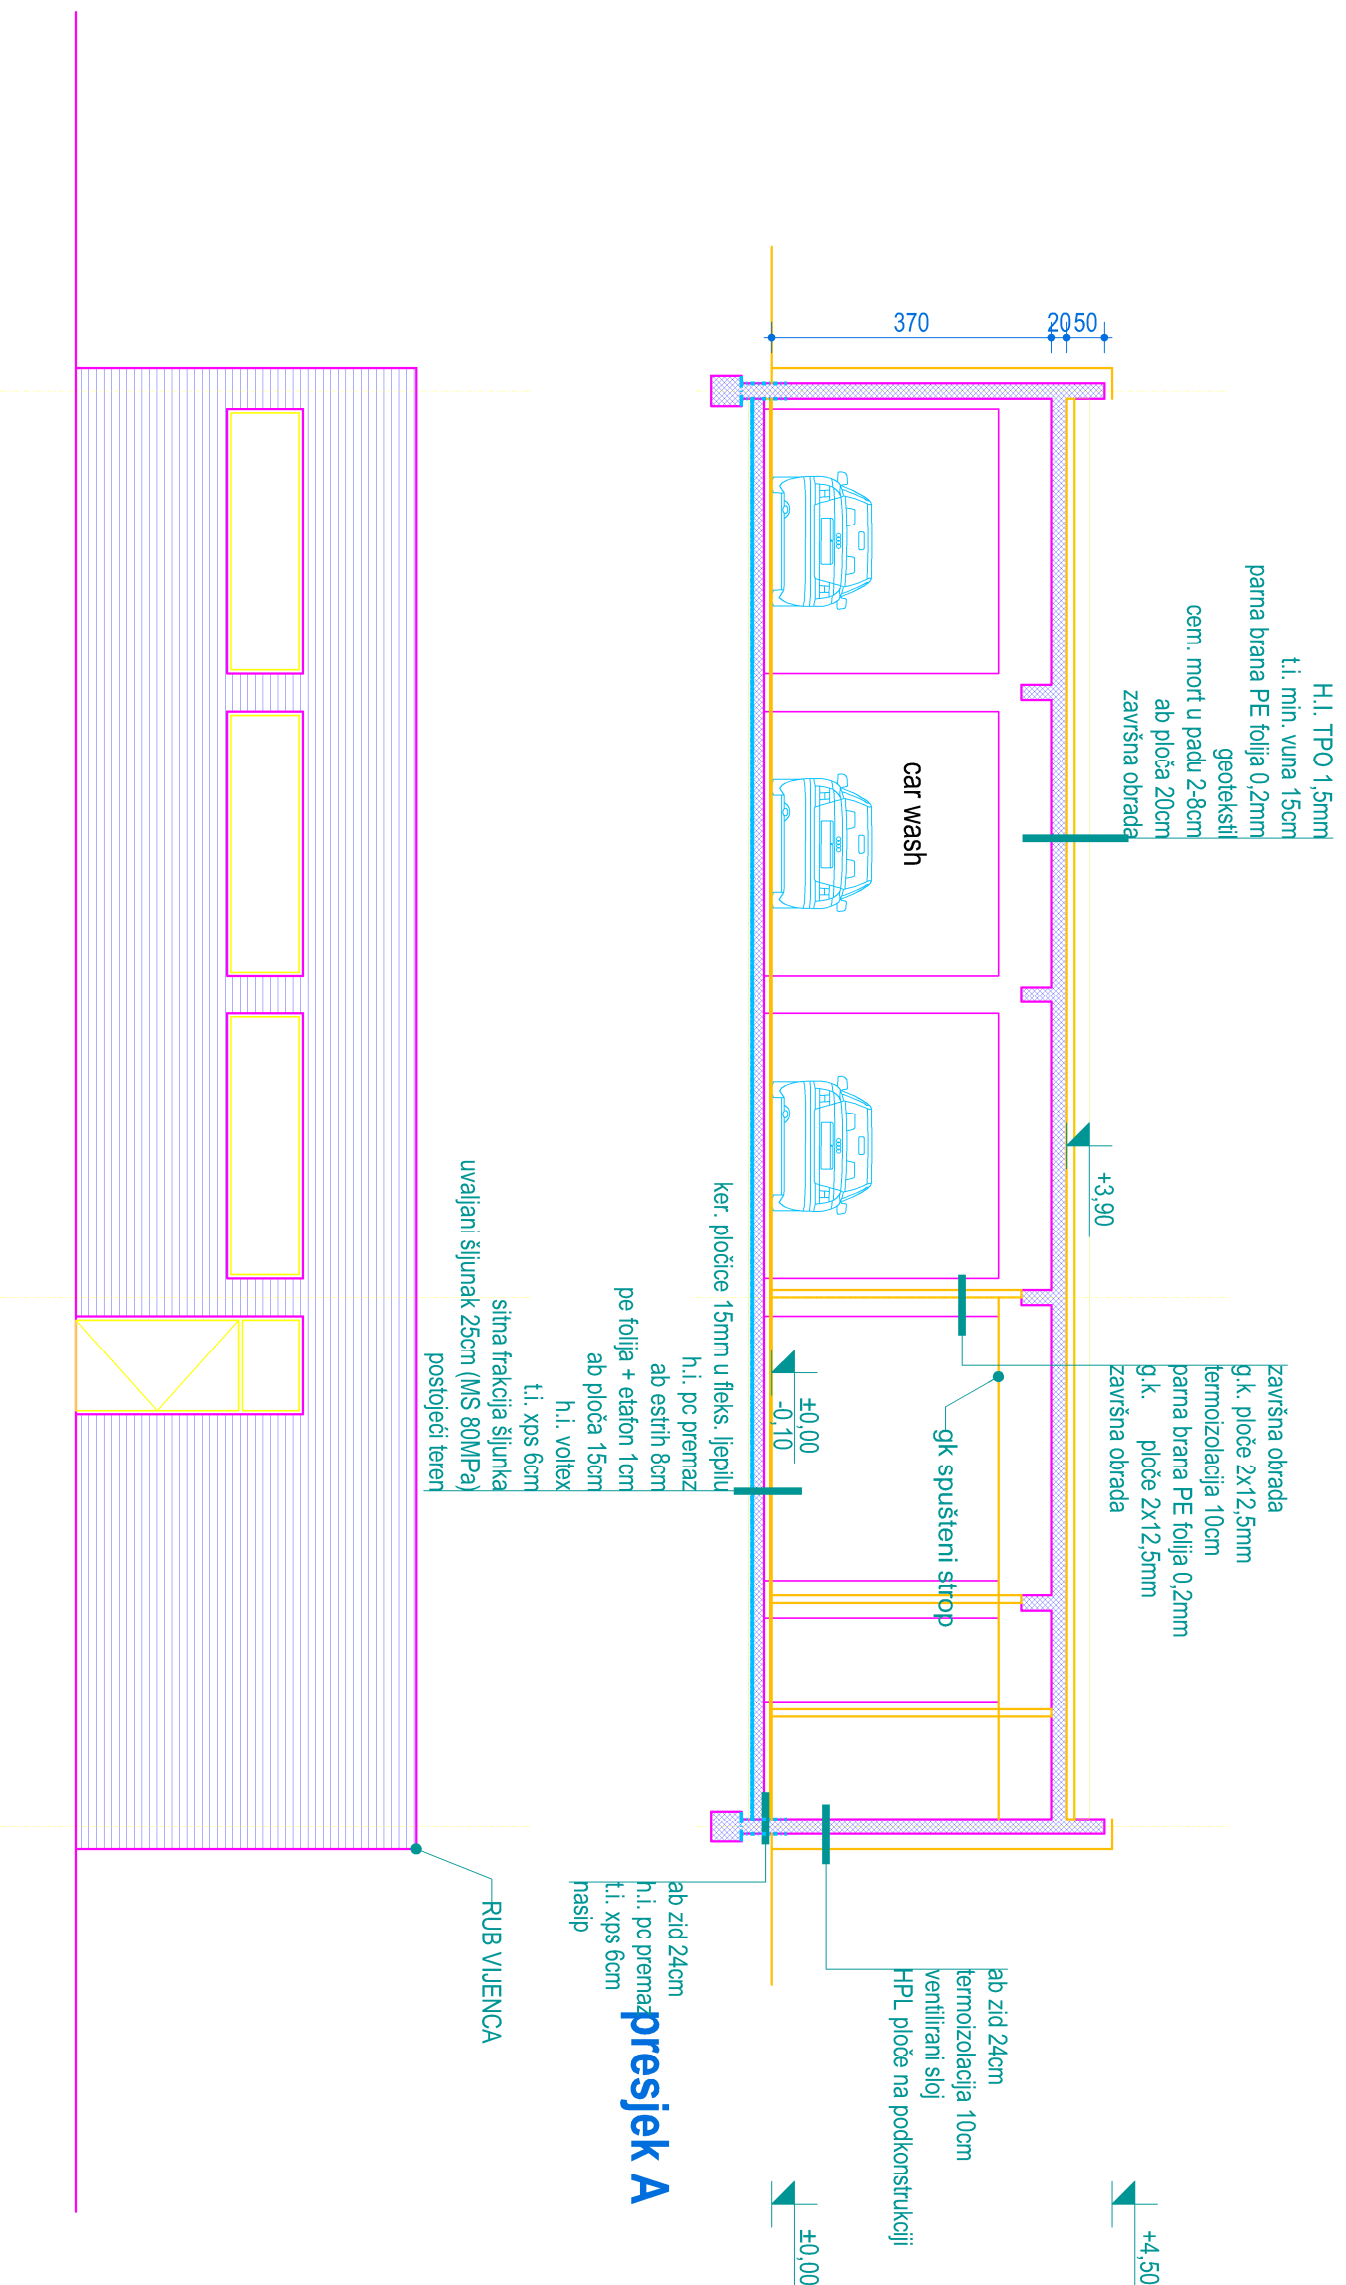 H.I. TPO 1,5mm
t.i. min. vuna 15cm
parna brana PE folija 0,2mm
geotekstil
cem. mort u padu 2-8cm
ab ploča 20cm
završna obrada
370
20
50
car wash
+3,90
završna obrada
g.k. ploče 2x12,5mm
termoizolacija 10cm
parna brana PE folija 0,2mm
g.k. ploče 2x12,5mm
završna obrada
gk spušteni strop
±0,00
-0,10
ker. pločice 15mm u fleks. ljepilu
h.i. pc premaz
ab estrih 8cm
pe folija + etafon 1cm
ab ploča 15cm
h.i. voltex
t.i. xps 6cm
sitna frakcija šljunka
uvaljani šljunak 25cm (MS 80MPa)
postojeći teren
ab zid 24cm
h.i. pc premaz
t.i. xps 6cm
nasip
ab zid 24cm
termoizolacija 10cm
ventilirani sloj
HPL ploče na podkonstrukciji
RUB VIJENCA
presjek A
+4,50
±0,00